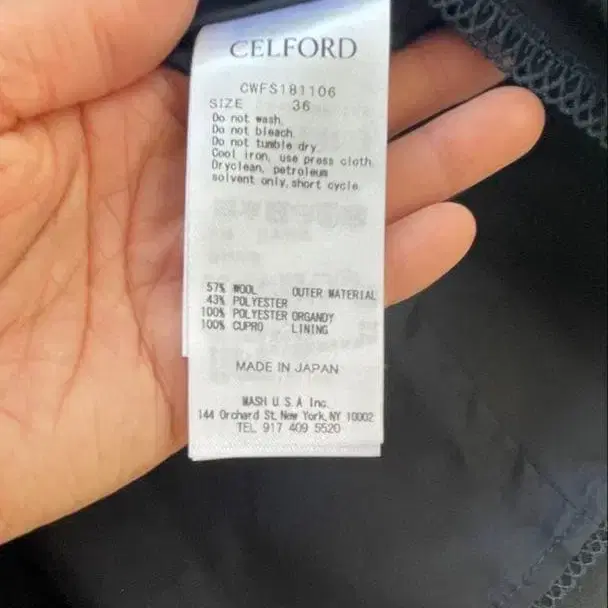 CELFORD
CWFS181106
SIZE 36
Do not wash.
Do not bleach.
Do not tumble dry.
Cool iron, use press cloth.
Dryclean, petroleum
solvent only, short cycle.
57% WOOL OUTER MATERIAL
43% POLYESTER
100% POLYESTER ORGANDY
100% CUPRO LINING
MADE IN JAPAN
MASH U.S.A Inc.
144 Orchard St. New York, NY 10002
TEL 917 409 5520